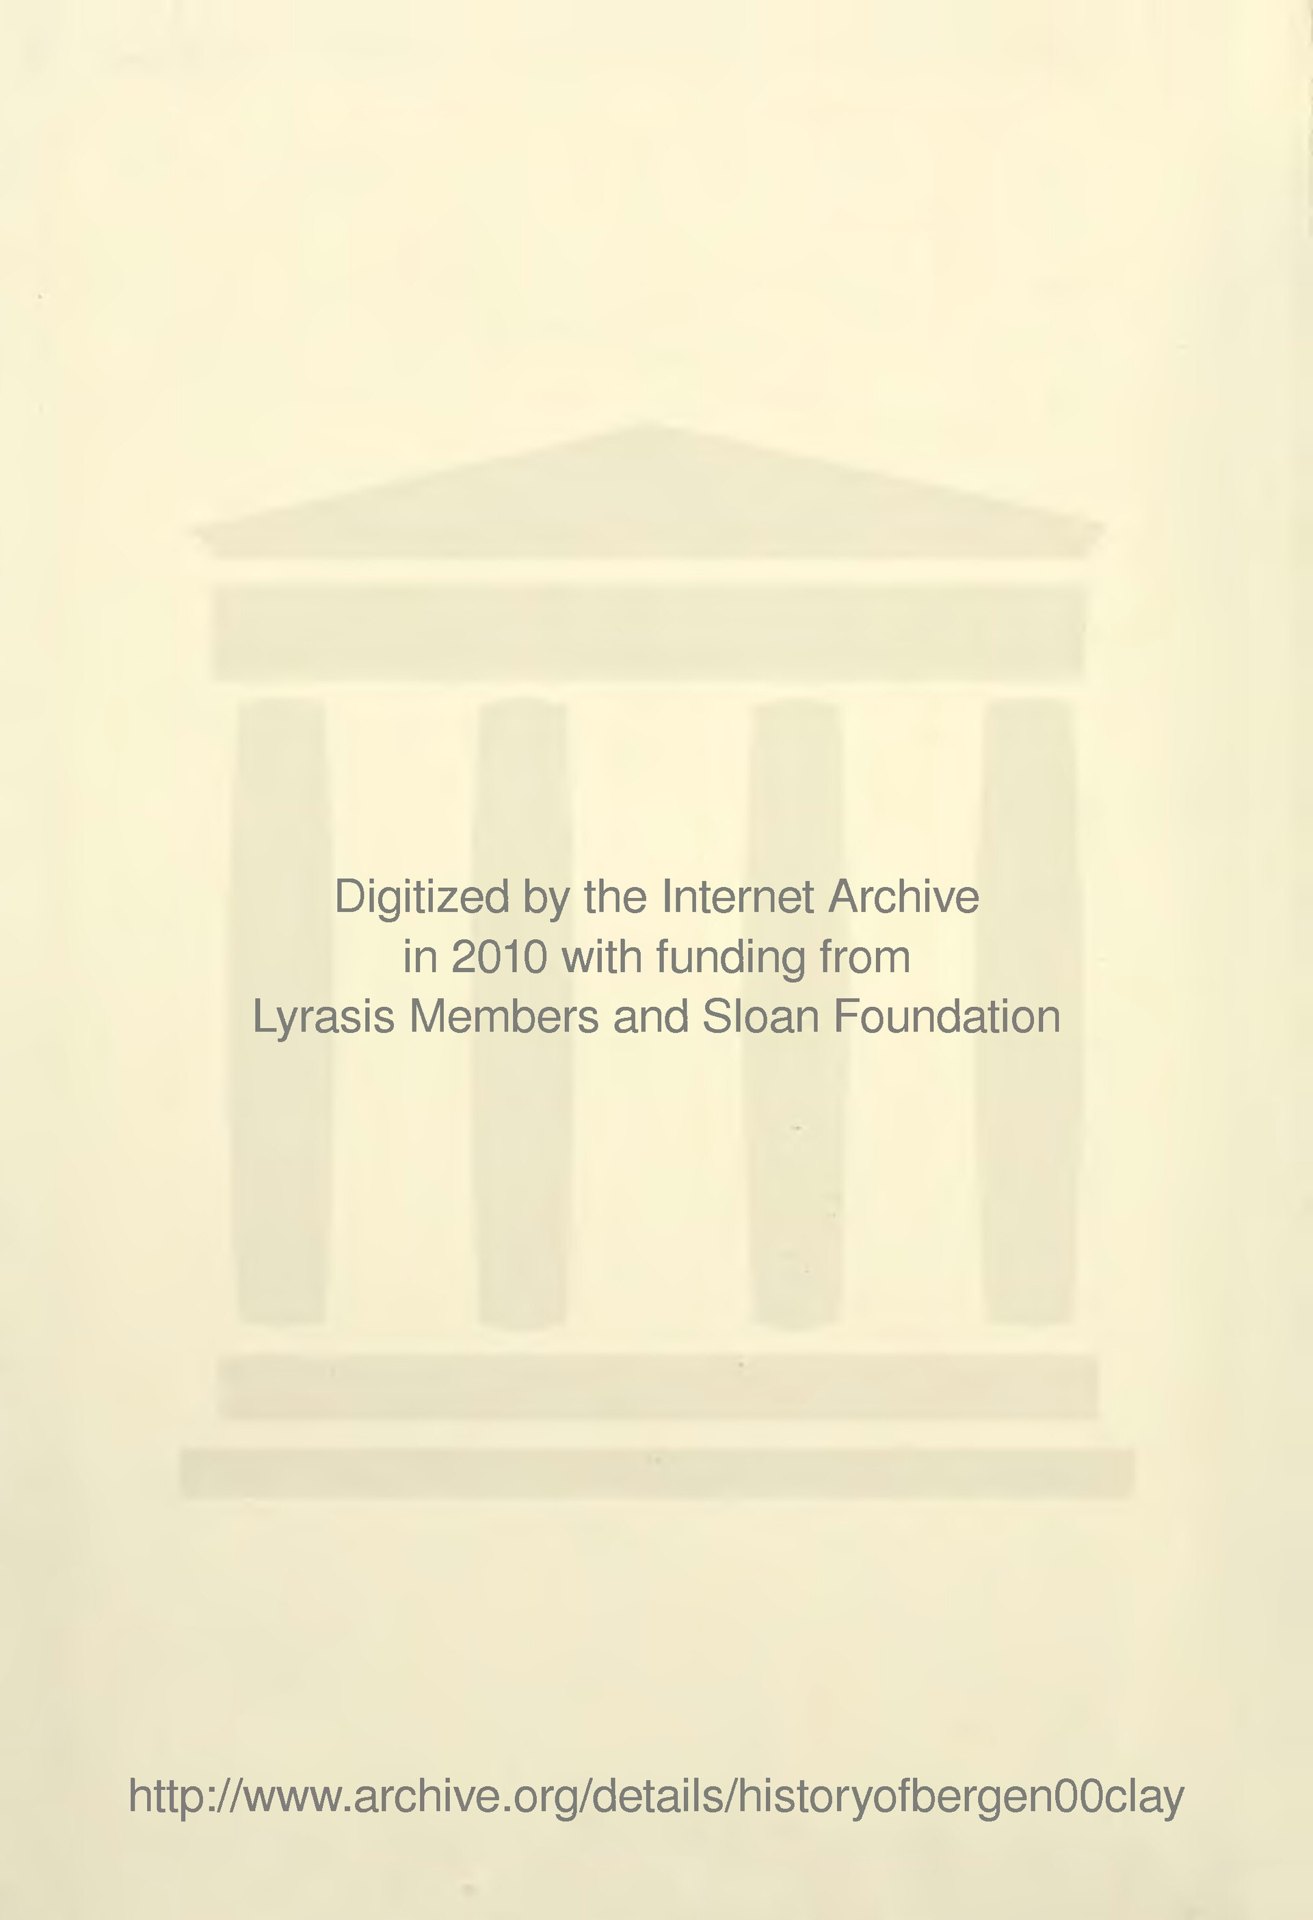 Digitized by the Internet Archive
in 2010 with funding from
Lyrasis Members and Sloan Foundation
http://www.archive.org/details/historyofbergen00clay